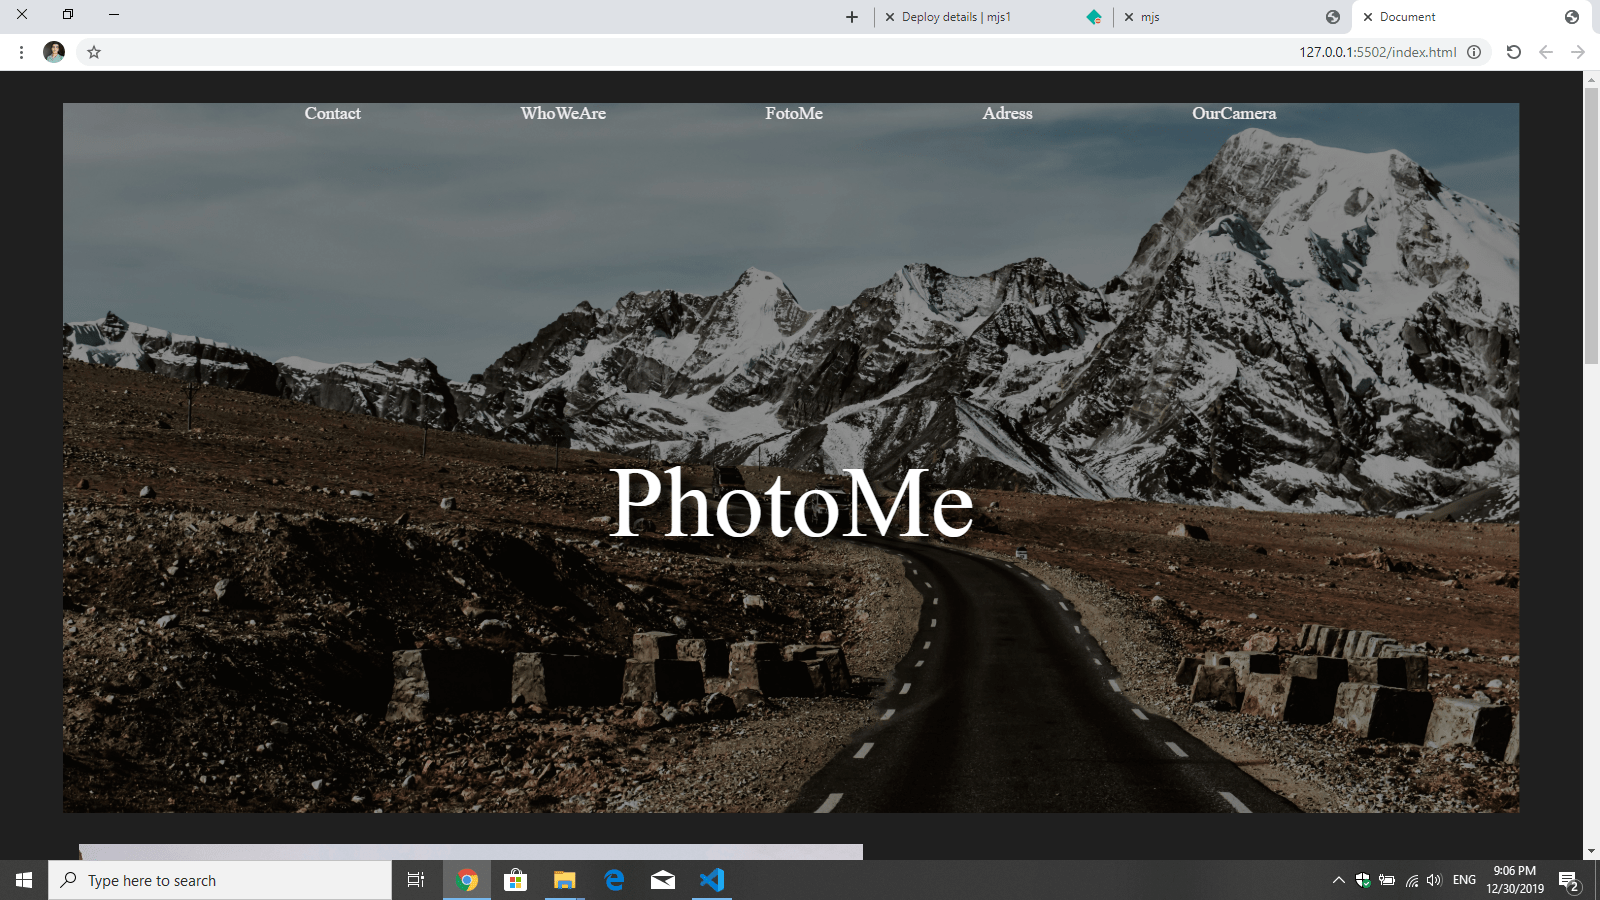 Deploy details | mjs1
mjs
Document
127.0.0.1:5502/index.html
Contact
WhoWeAre
FotoMe
Adress
OurCamera
PhotoMe
Type here to search
ENG
9:06 PM
12/30/2019
2